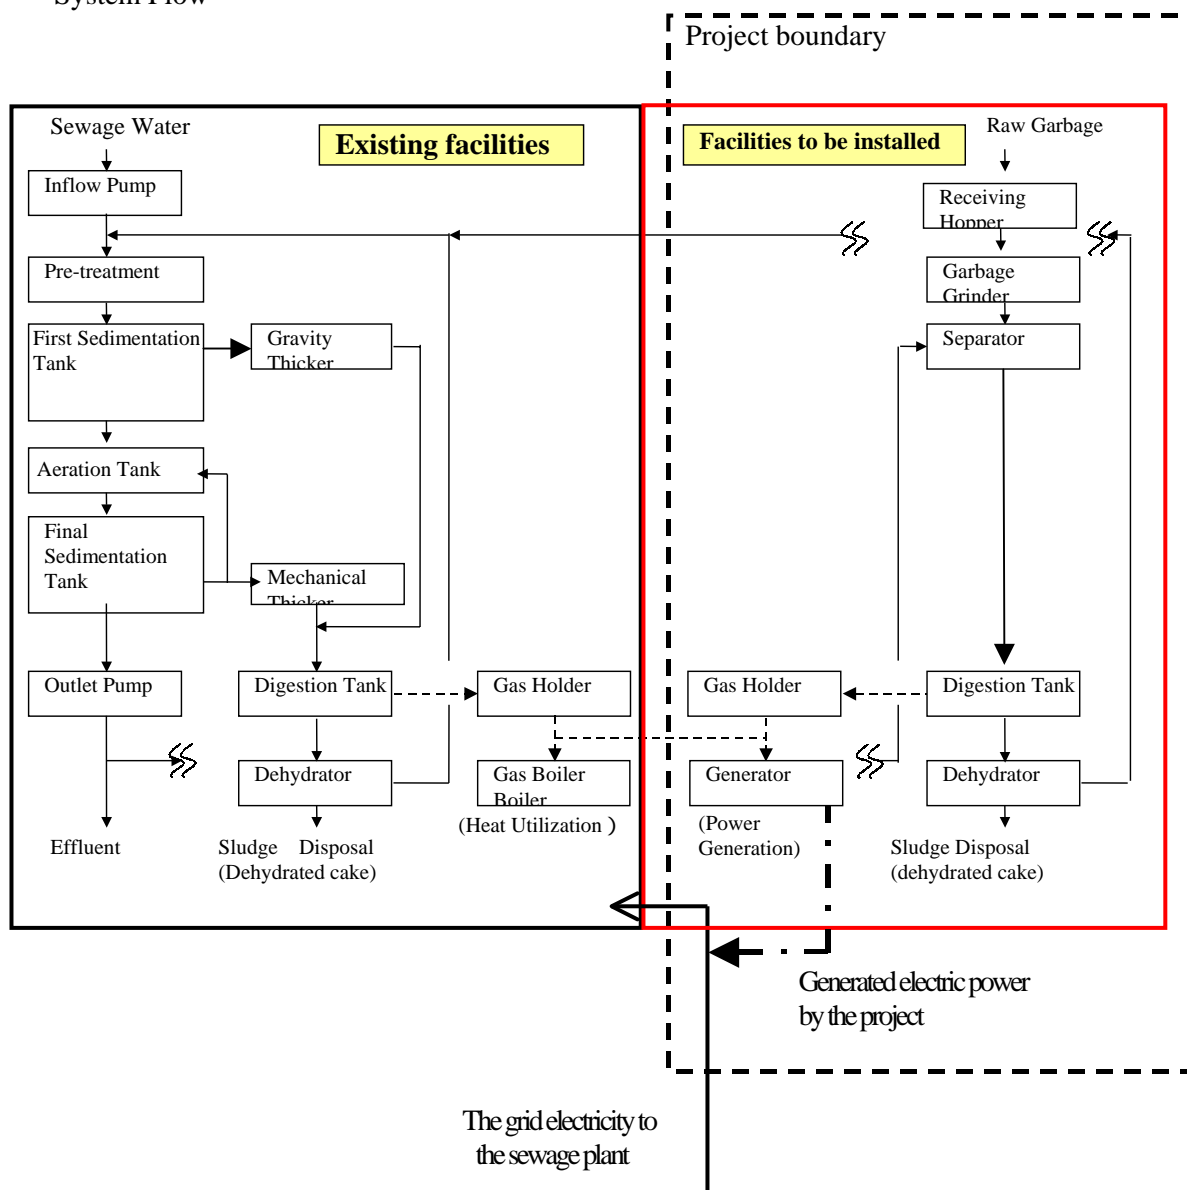 System Flow
Project boundary
Sewage Water
Existing facilities
Facilities to be installed
Raw Garbage
Inflow Pump
Receiving
Hopper
Pre-treatment
Garbage
Grinder
First Sedimentation
Tank
Gravity
Thicker
Separator
Aeration Tank
Final
Sedimentation
Tank
Mechanical
Thicker
Outlet Pump
Digestion Tank
Gas Holder
Gas Holder
Digestion Tank
Dehydrator
Gas Boiler
Boiler
Generator
Dehydrator
(Heat Utilization )
(Power
Generation)
Effluent
Sludge Disposal
(Dehydrated cake)
Sludge Disposal
(dehydrated cake)
Generated electric power
by the project
The grid electricity to
the sewage plant